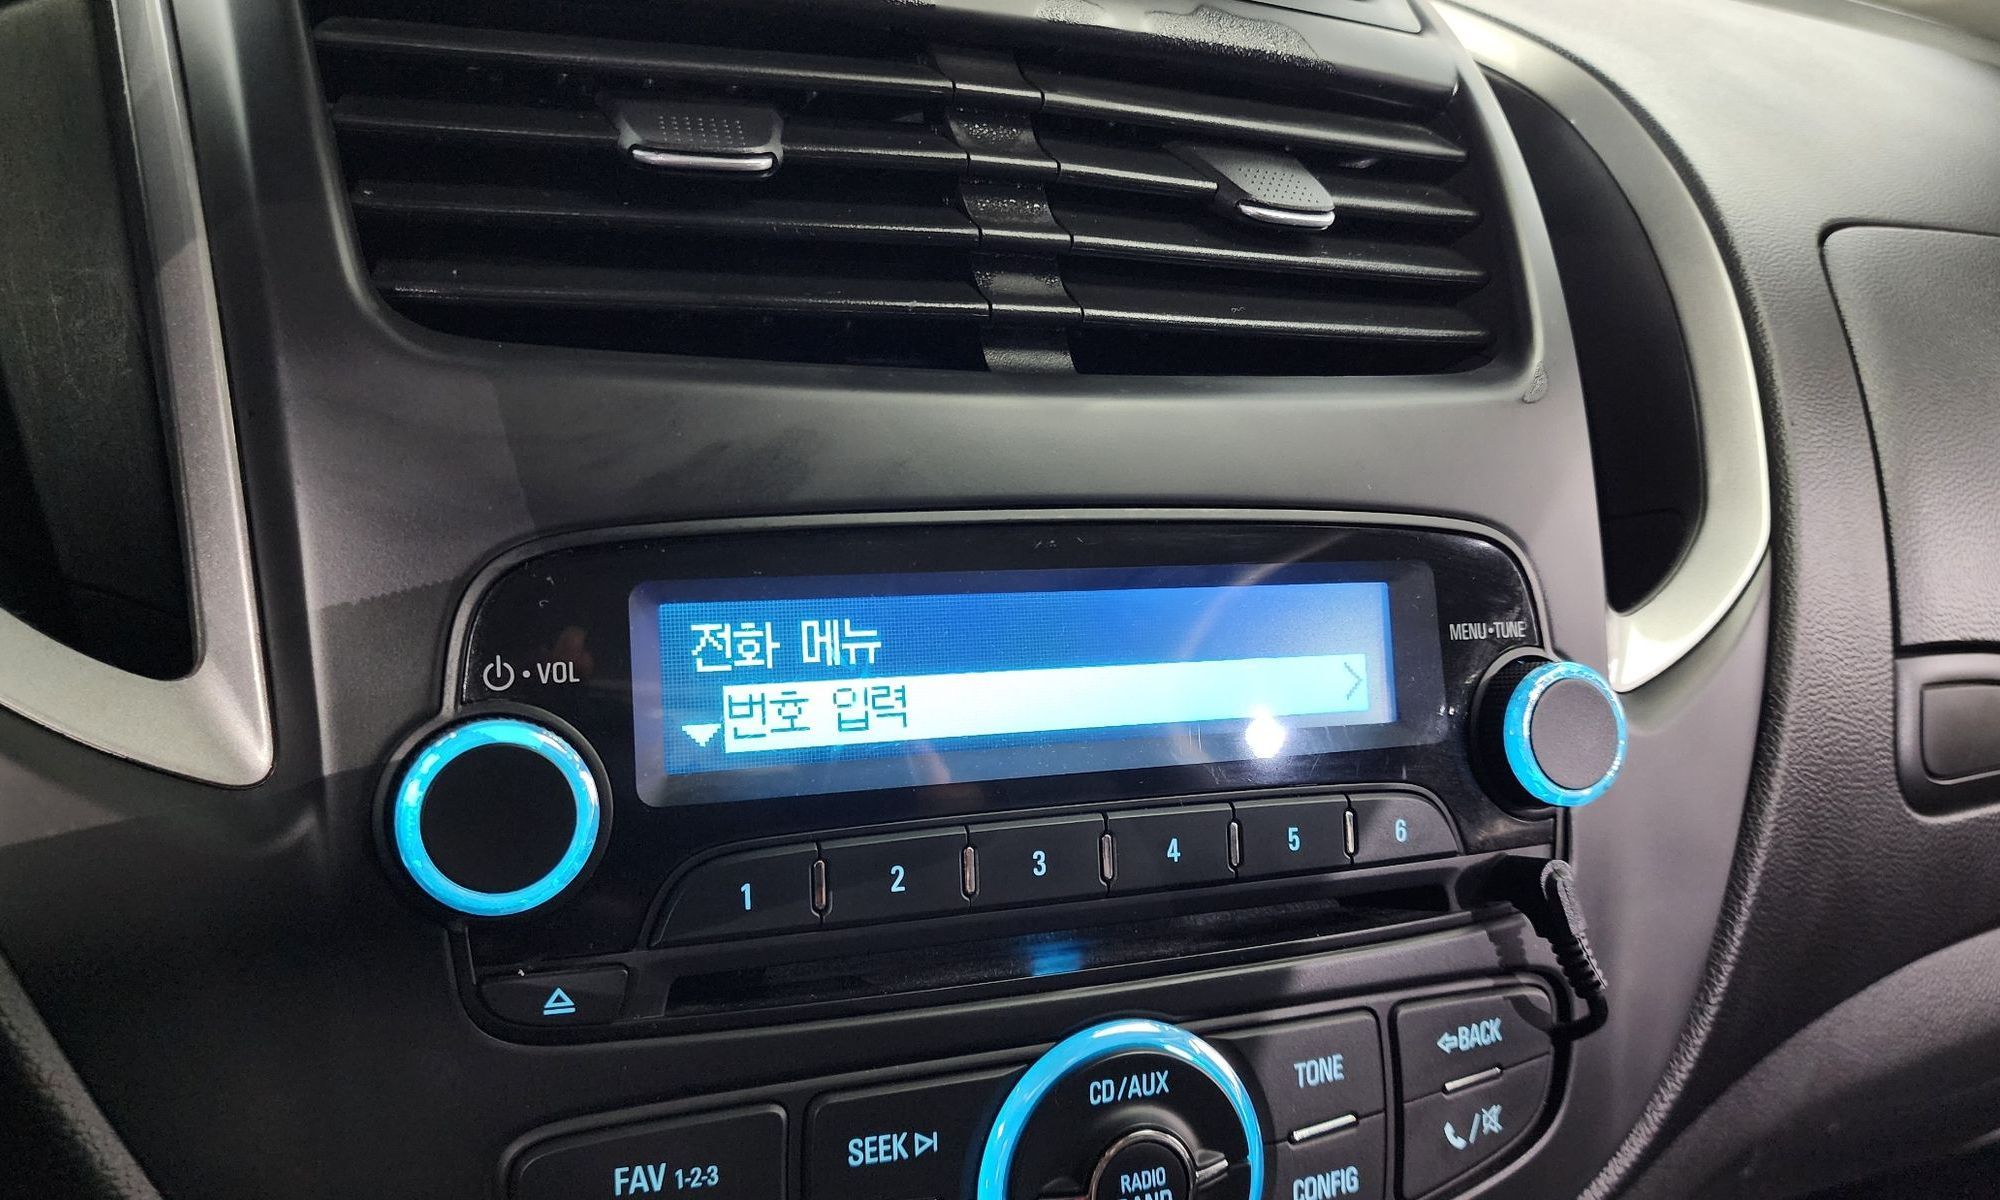 전화 메뉴
번호 입력
VOL
MENU•TUNE
1
2
3
4
5
6
CD/AUX
TONE
BACK
SEEK
FAV 1-2-3
RADIO
BAND
CONFIG